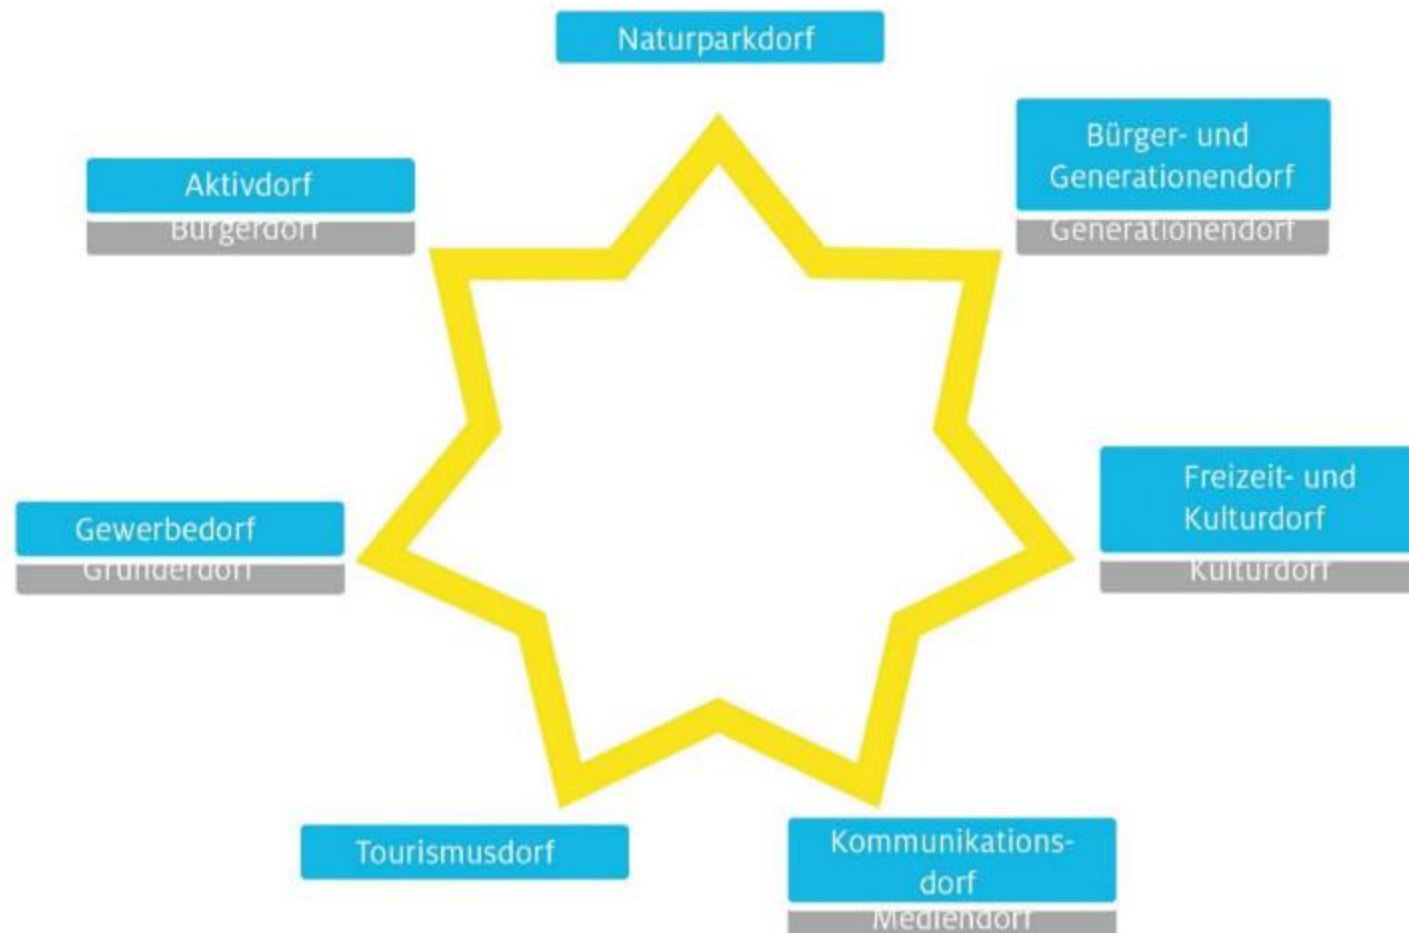 Naturparkdorf
Bürger- und
Generationendorf
Generationendorf
Aktivdorf
Bürgerdorf
Freizeit- und
Kulturdorf
Kulturdorf
Gewerbedorf
Gründerdorf
Tourismusdorf
Kommunikations-
dorf
Mediendorf